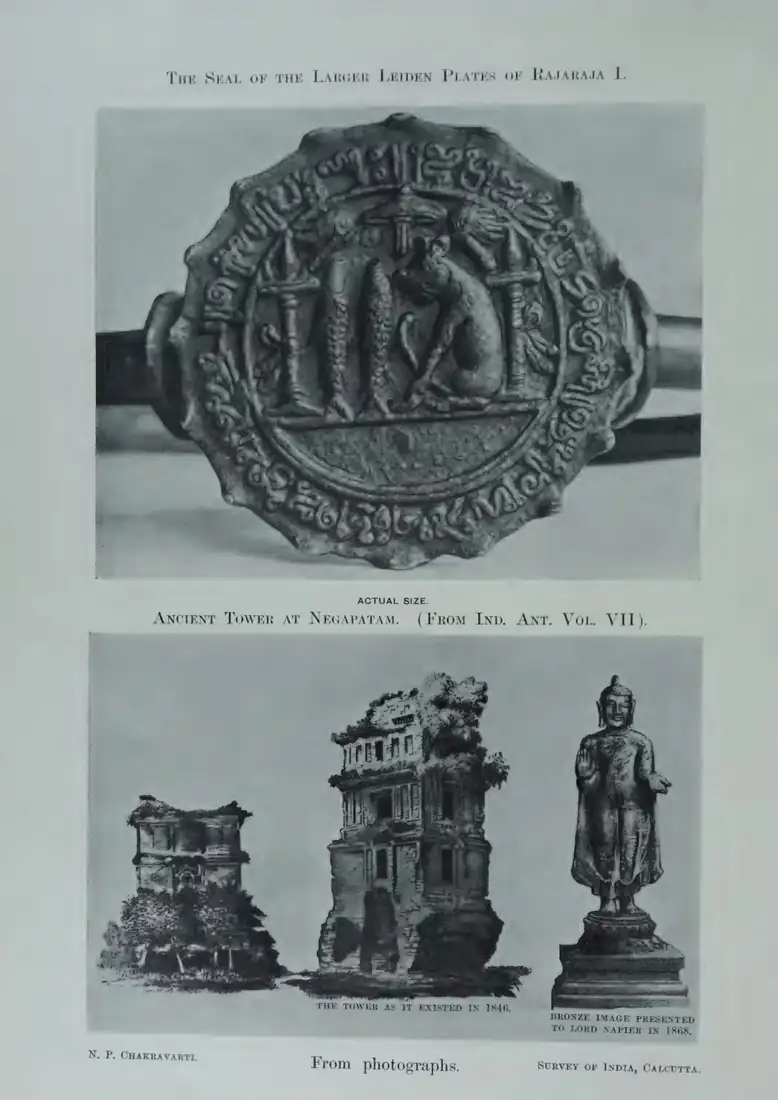 THE SEAL OF THE LARGER LEIDEN PLATES OF RAJARAJA I.
ACTUAL SIZE.
ANCIENT TOWER AT NEGAPATAM. (FROM IND. ANT. VOL. VII).
THE TOWER AS IT EXISTED IN 1846.
BRONZE IMAGE PRESENTED
TO LORD NAPIER IN 1868.
N. P. CHAKRAVARTI.
From photographs.
SURVEY OF INDIA, CALCUTTA.